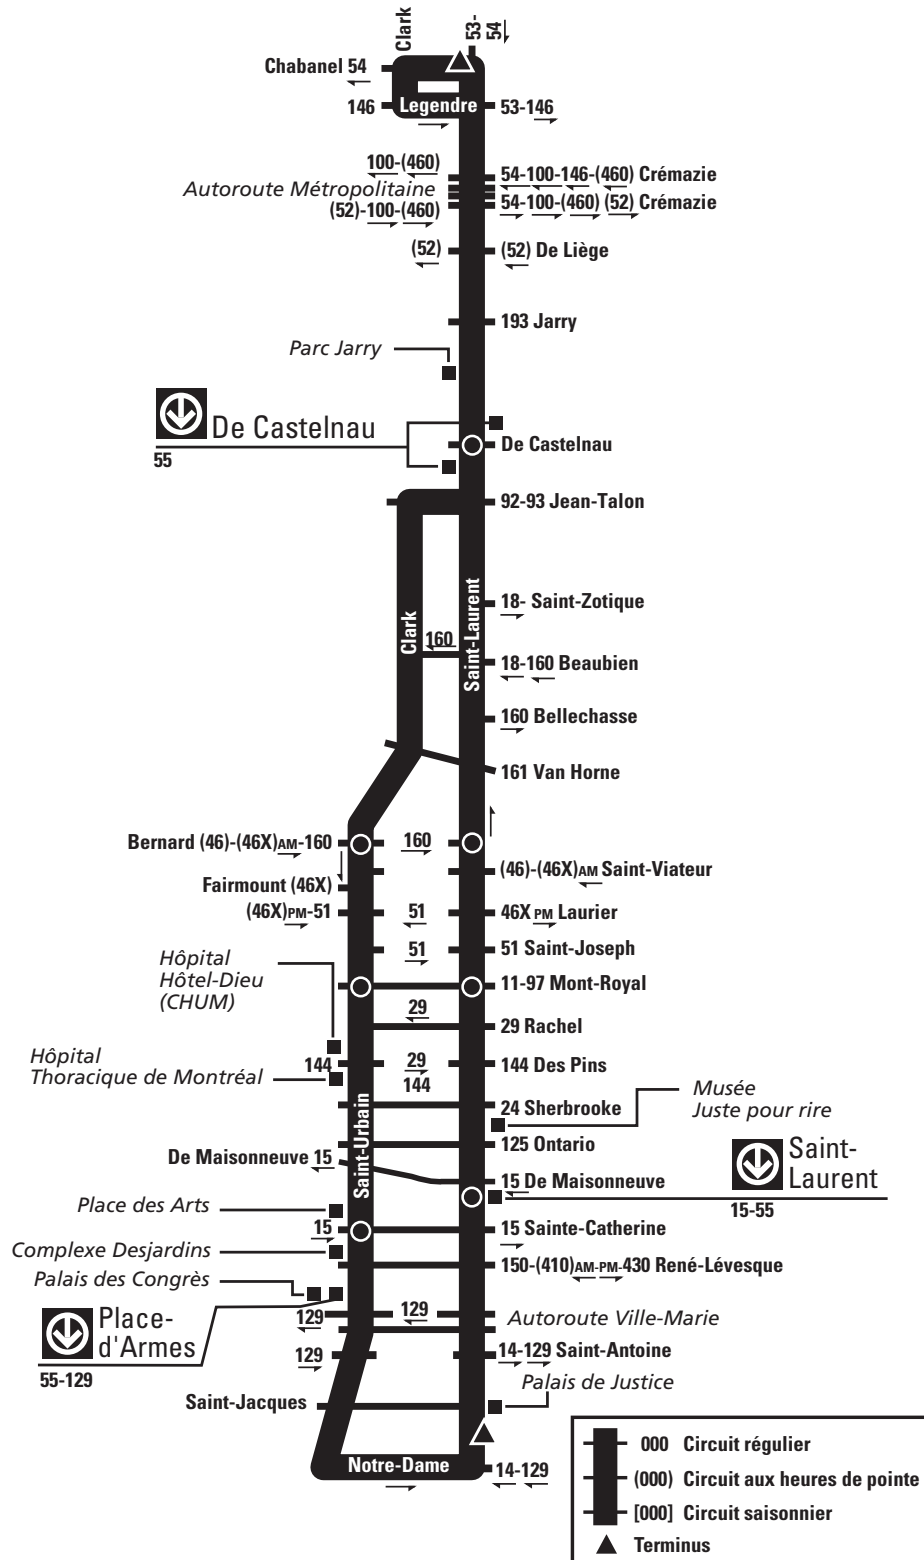 Clark
53-
54
Chabanel 54
146
Legendre
53-146
100-(460)
54-100-146-(460) Crémazie
Autoroute Métropolitaine
(52)-100-(460)
54-100-(460) (52) Crémazie
(52)
(52) De Liège
193 Jarry
Parc Jarry
De Castelnau
55
De Castelnau
92-93 Jean-Talon
Clark
Saint-Laurent
18- Saint-Zotique
160
18-160 Beaubien
160 Bellechasse
161 Van Horne
Bernard (46)-(46X)AM-160
160
(46)-(46X)AM Saint-Viateur
Fairmount (46X)
(46X)PM-51
51
46X PM Laurier
51
51 Saint-Joseph
Hôpital
Hôtel-Dieu
(CHUM)
11-97 Mont-Royal
29
29 Rachel
Hôpital
Thoracique de Montréal
144
29
144
144 Des Pins
Saint-Urbain
24 Sherbrooke
Musée
Juste pour rire
125 Ontario
De Maisonneuve 15
15 De Maisonneuve
Saint-
Laurent
15-55
Place des Arts
15
15 Sainte-Catherine
Complexe Desjardins
150-(410)AM-PM-430 René-Lévesque
Palais des Congrès
Place-
d'Armes
55-129
129
129
Autoroute Ville-Marie
129
14-129 Saint-Antoine
Palais de Justice
Saint-Jacques
Notre-Dame
14-129
000 Circuit régulier
(000) Circuit aux heures de pointe
[000] Circuit saisonnier
Terminus